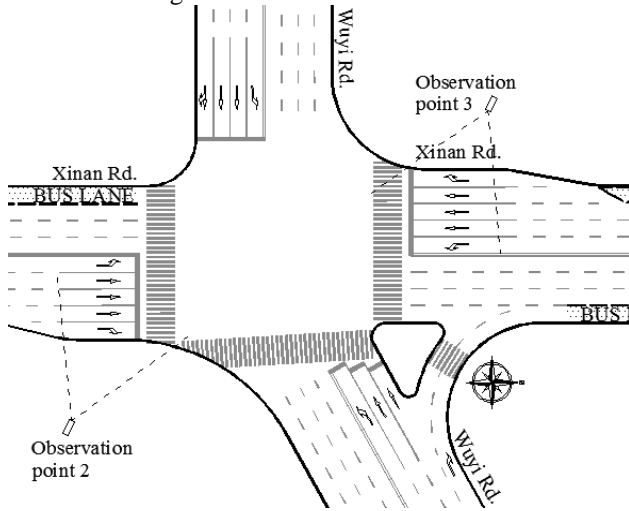 Wuyi Rd.
Observation
point 3
Xinan Rd.
Xinan Rd.
BUS LANE
BUS
Observation
point 2
Wuyi Rd.